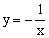 y = − 1/x